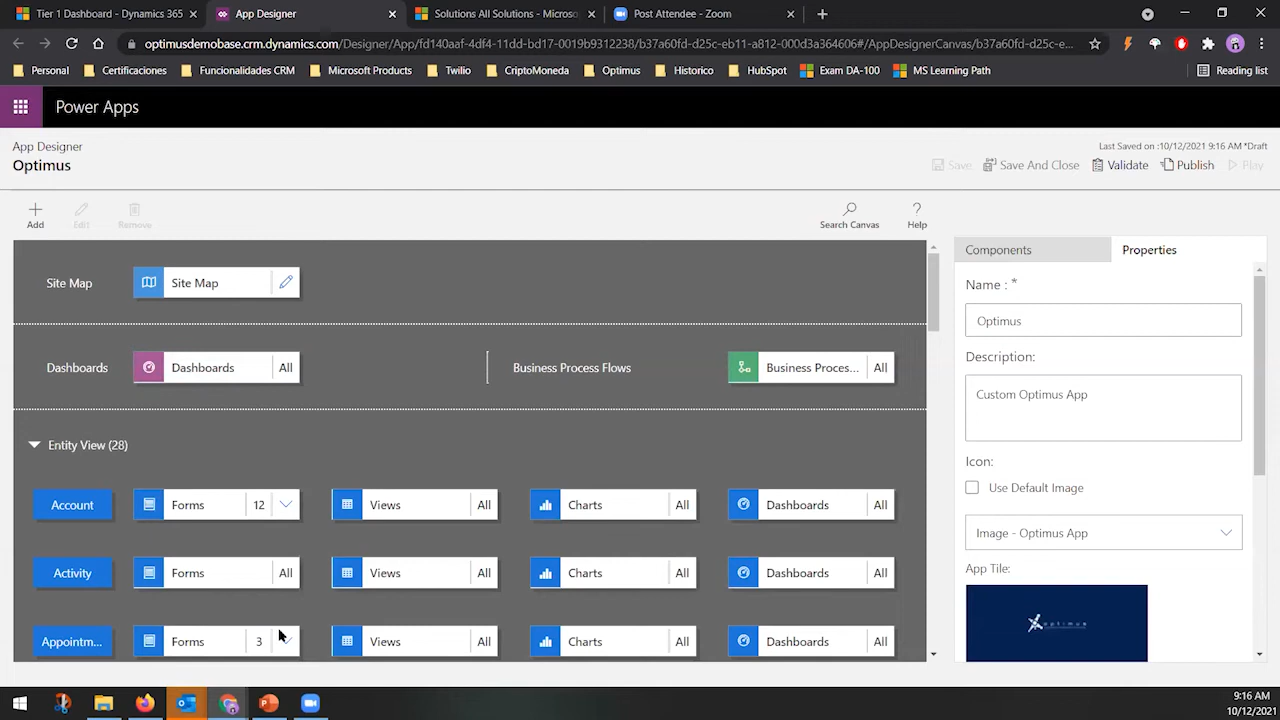 Tier 1 Dashboard - Dynamics 365
App Designer
Solutions All Solutions - Microso
Post Attendee - Zoom
optimusdemobase.crm.dynamics.com/Designer/App/fd140aaf-4df4-11dd-bd17-0019b9312238/b37a60fd-d25c-eb11-a812-000d3a364606#/AppDesignerCanvas/b37a60fd-d25c-eb11-a812-000d3a3e...
Personal
Certificaciones
Funcionalidades CRM
Microsoft Products
Twilio
CriptoMoneda
Optimus
Historico
HubSpot
Exam DA-100
MS Learning Path
Reading list
Power Apps
App Designer
Optimus
Last Saved on :10/12/2021 9:16 AM *Draft
Save
Save And Close
Validate
Publish
Play
Add
Edit
Remove
Search Canvas
Help
Site Map
Site Map
Dashboards
Dashboards
All
Business Process Flows
Business Proces...
All
Entity View (28)
Account
Forms
12
Views
All
Charts
All
Dashboards
All
Activity
Forms
All
Views
All
Charts
All
Dashboards
All
Appointm...
Forms
3
Views
All
Charts
All
Dashboards
All
Components
Properties
Name : *
Optimus
Description:
Custom Optimus App
Icon:
Use Default Image
Image - Optimus App
App Tile:
optimus
9:16 AM
10/12/2021